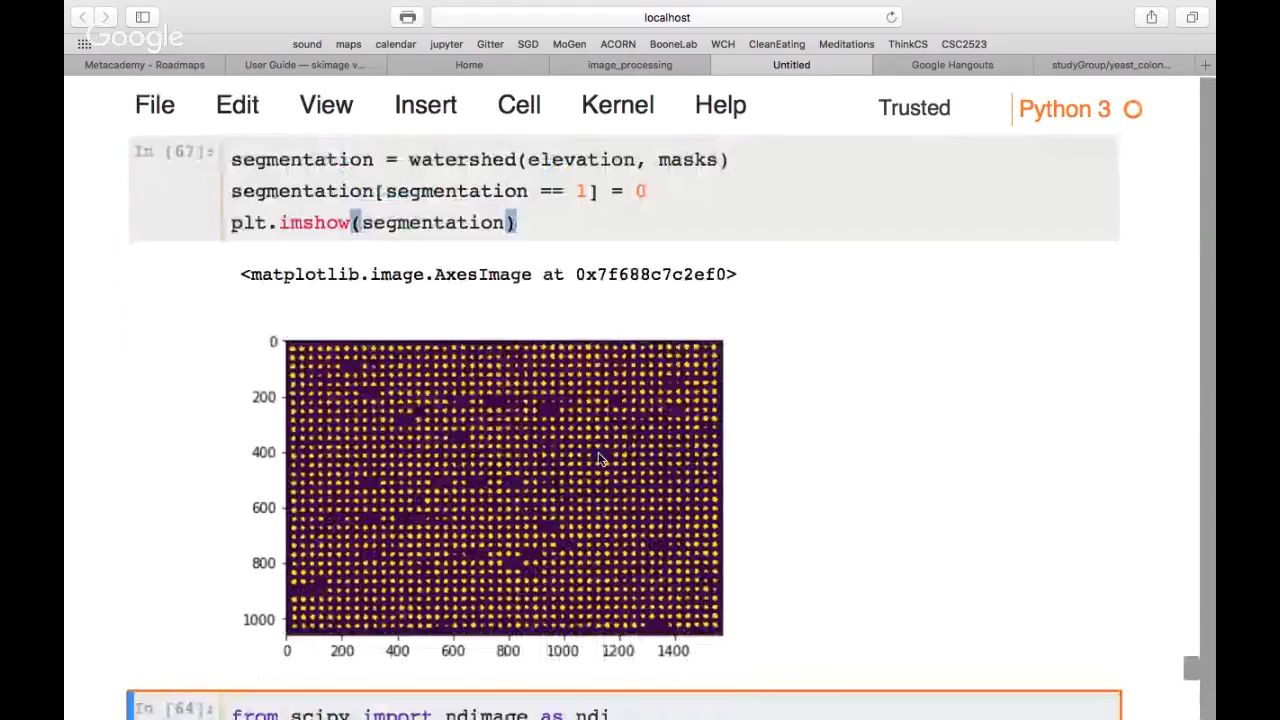 localhost
Google
sound maps calendar jupyter Gitter SGD MoGen ACORN BooneLab WCH CleanEating Meditations ThinkCS CSC2523
Metacademy - Roadmaps User Guide — skimage v... Home image_processing Untitled Google Hangouts studyGroup/yeast_colon...
File Edit View Insert Cell Kernel Help Trusted Python 3
In [67]: segmentation = watershed(elevation, masks)
segmentation[segmentation == 1] = 0
plt.imshow(segmentation)
<matplotlib.image.AxesImage at 0x7f688c7c2ef0>
0
200
400
600
800
1000
0 200 400 600 800 1000 1200 1400
In [64]: from scipy import ndimage as ndi